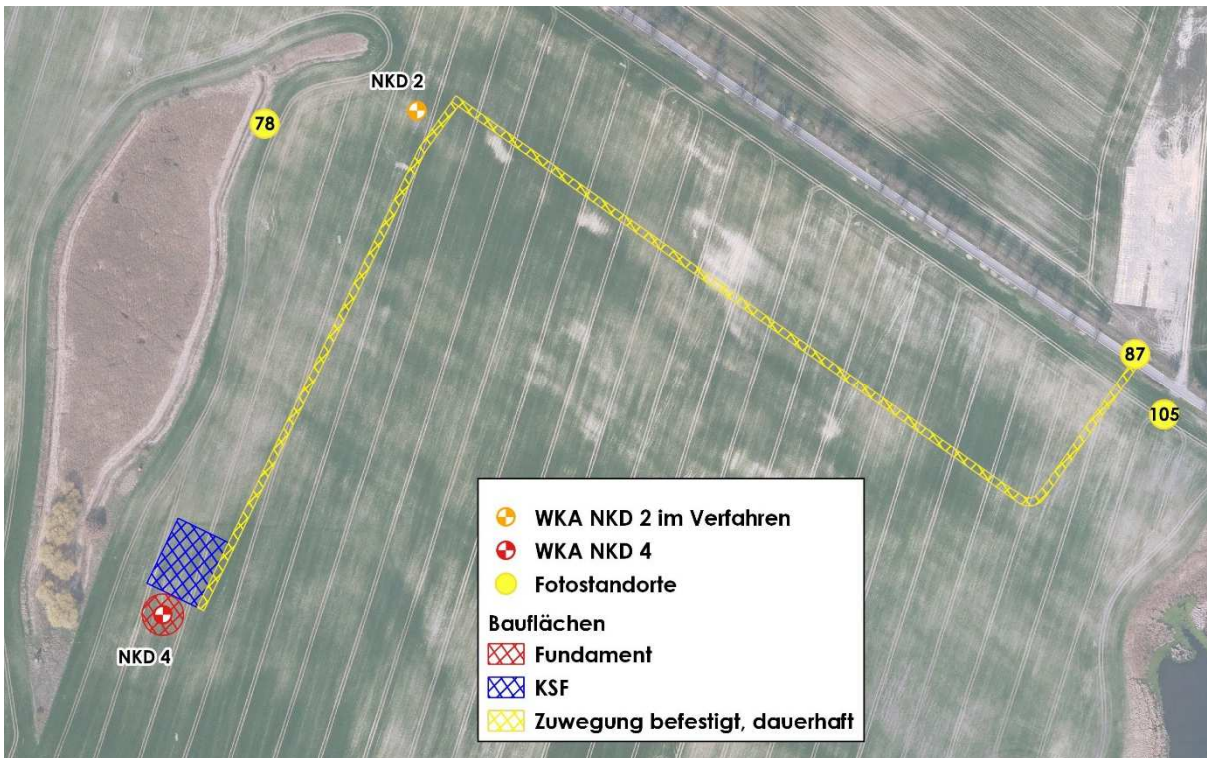 NKD 2
78
87
105
NKD 4
WKA NKD 2 im Verfahren
WKA NKD 4
Fotostandorte
Bauflächen
Fundament
KSF
Zuwegung befestigt, dauerhaft